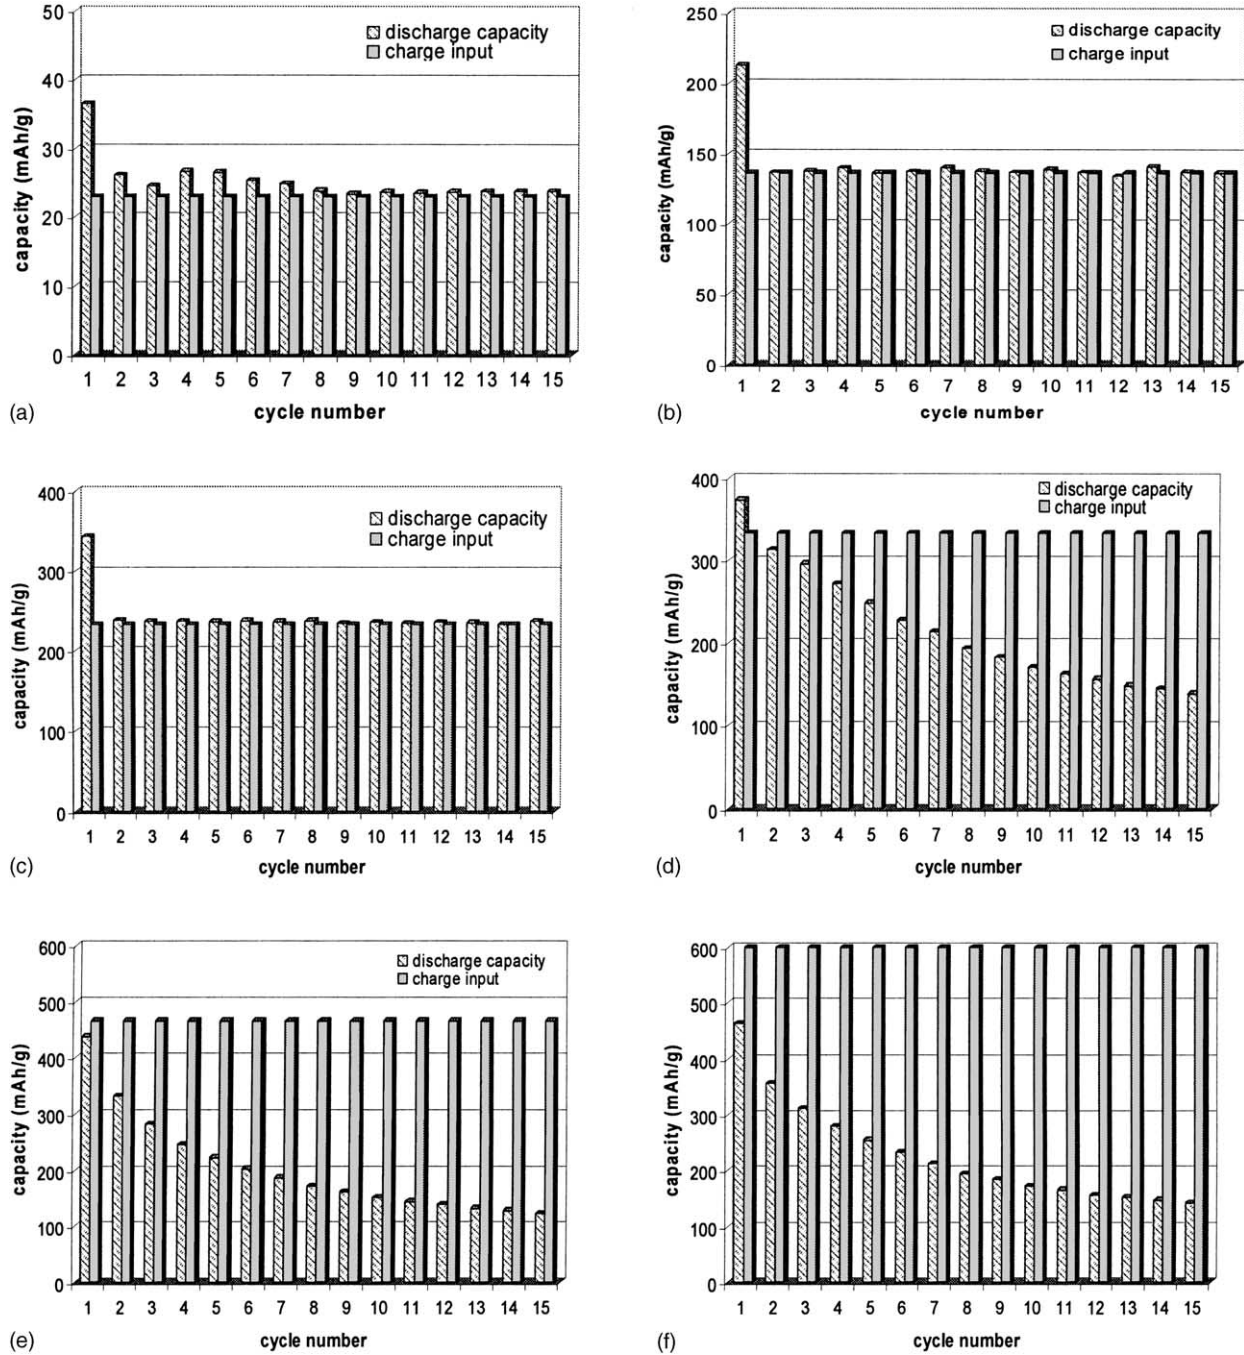 50
40
30
20
10
0
capacity (mAh/g)
discharge capacity
charge input
1 2 3 4 5 6 7 8 9 10 11 12 13 14 15
cycle number
(a)
250
200
150
100
50
0
capacity (mAh/g)
discharge capacity
charge input
1 2 3 4 5 6 7 8 9 10 11 12 13 14 15
cycle number
(b)
400
300
200
100
0
capacity (mAh/g)
discharge capacity
charge input
1 2 3 4 5 6 7 8 9 10 11 12 13 14 15
cycle number
(c)
400
300
200
100
0
capacity (mAh/g)
discharge capacity
charge input
1 2 3 4 5 6 7 8 9 10 11 12 13 14 15
cycle number
(d)
600
500
400
300
200
100
0
capacity (mAh/g)
discharge capacity
charge input
1 2 3 4 5 6 7 8 9 10 11 12 13 14 15
cycle number
(e)
600
500
400
300
200
100
0
capacity (mAh/g)
1 2 3 4 5 6 7 8 9 10 11 12 13 14 15
cycle number
(f)